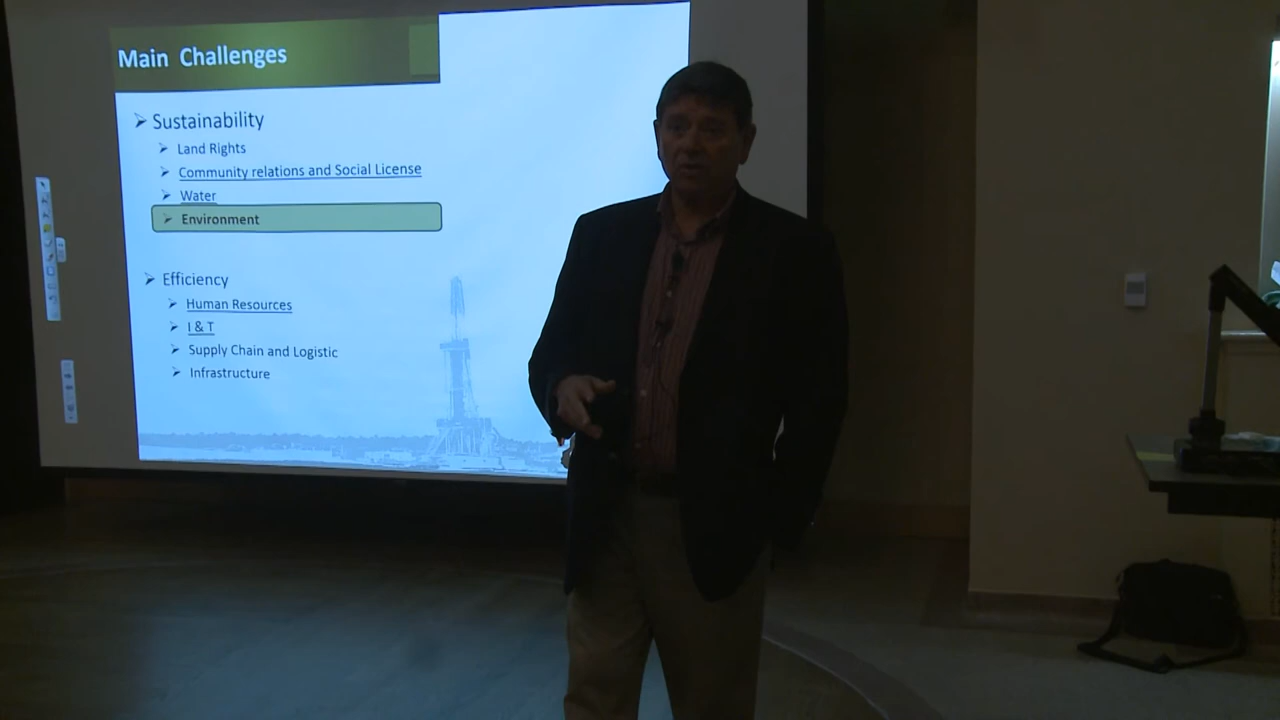 Main Challenges
Sustainability
Land Rights
Community relations and Social License
Water
Environment
Efficiency
Human Resources
I & T
Supply Chain and Logistic
Infrastructure